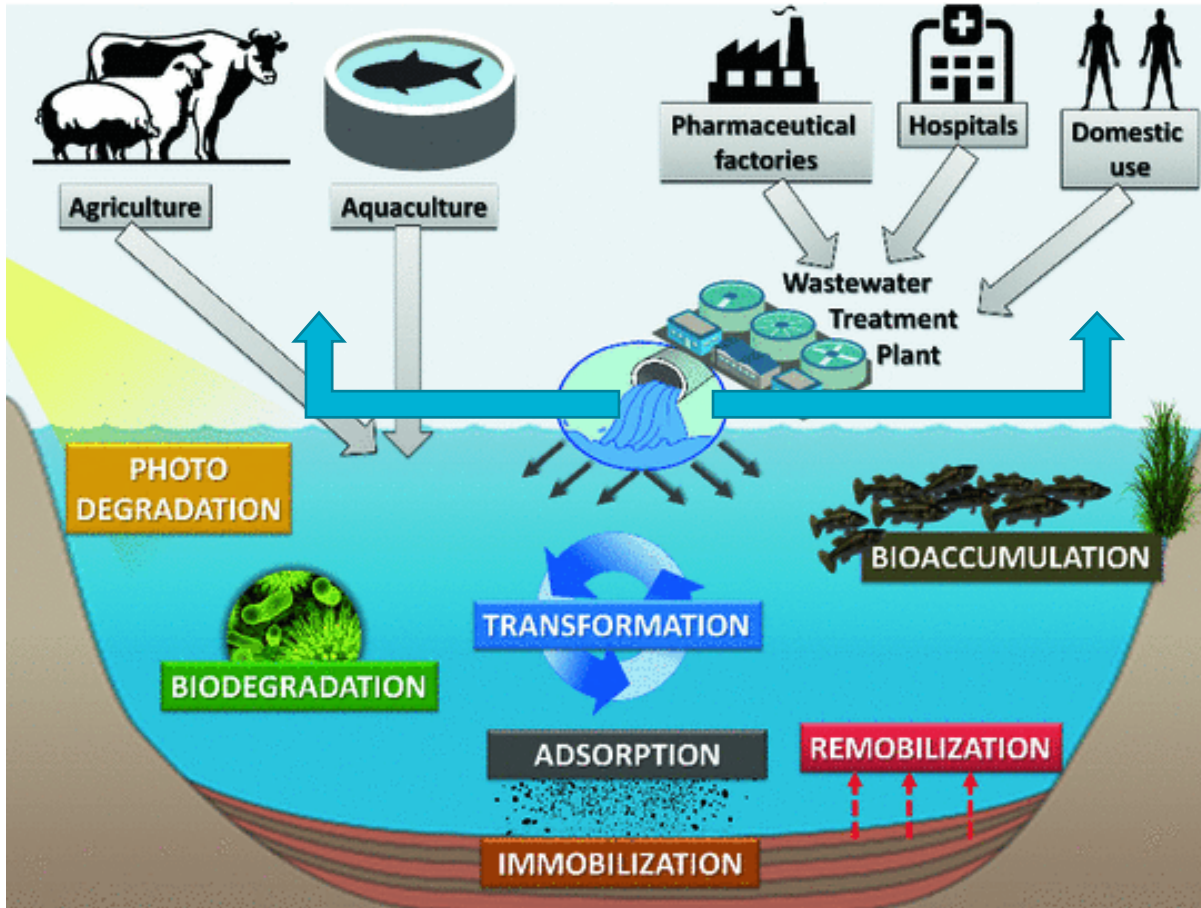 Agriculture
Aquaculture
Pharmaceutical
factories
Hospitals
Domestic
use
Wastewater
Treatment
Plant
PHOTO
DEGRADATION
BIOACCUMULATION
TRANSFORMATION
BIODEGRADATION
ADSORPTION
REMOBILIZATION
IMMOBILIZATION